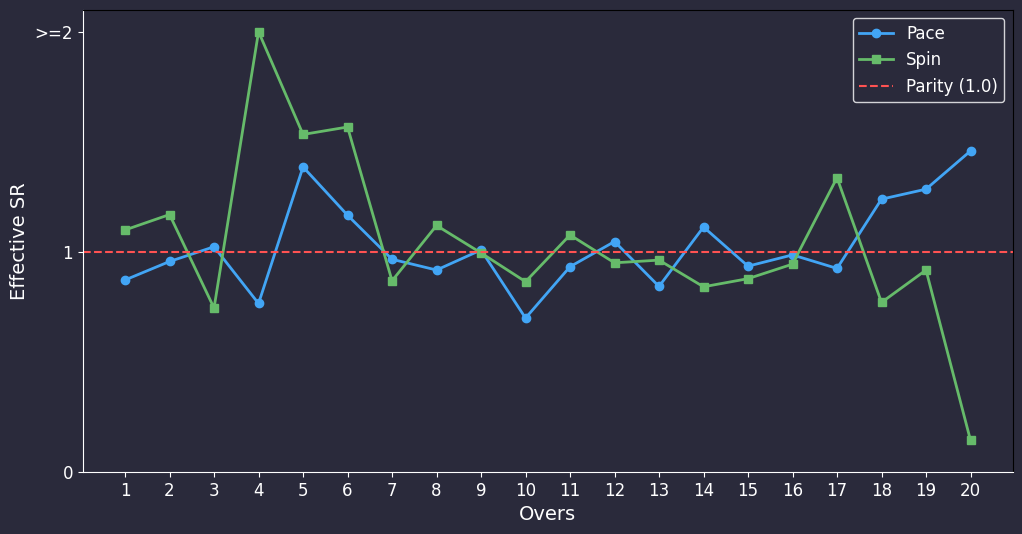 >=2
1
0
Effective SR
Pace
Spin
Parity (1.0)
1 2 3 4 5 6 7 8 9 10 11 12 13 14 15 16 17 18 19 20
Overs